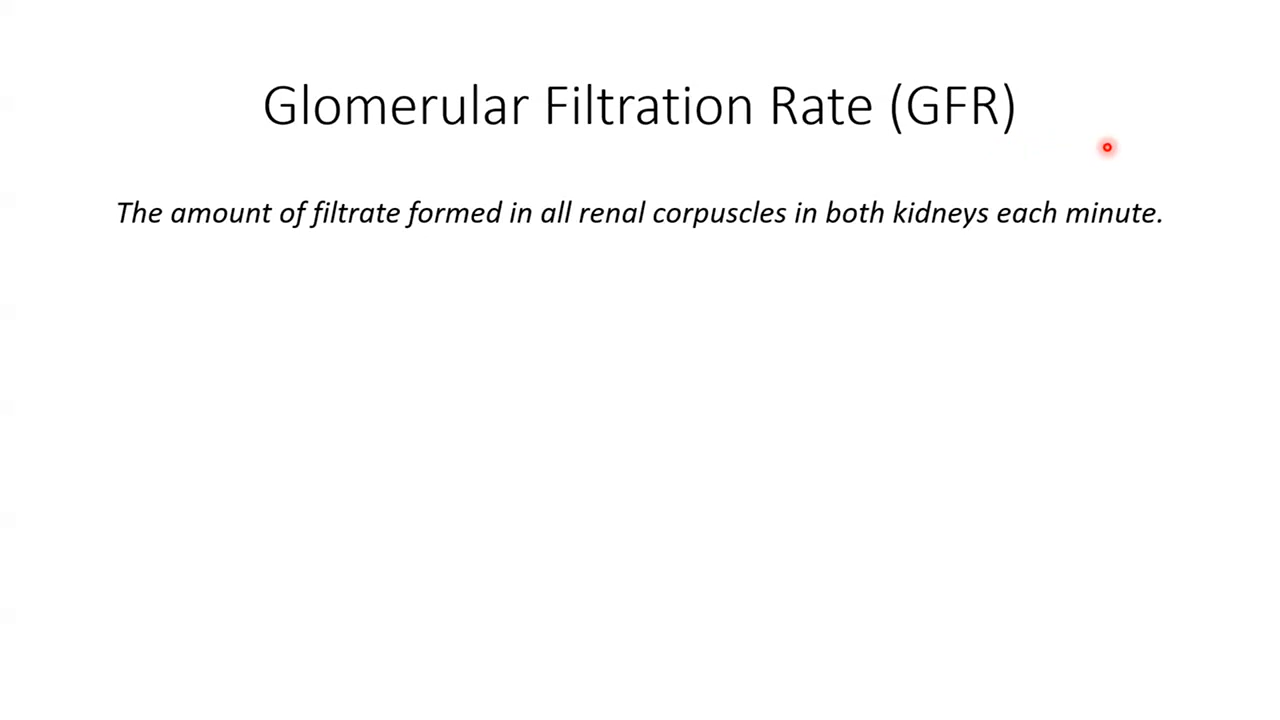 Glomerular Filtration Rate (GFR)
The amount of filtrate formed in all renal corpuscles in both kidneys each minute.